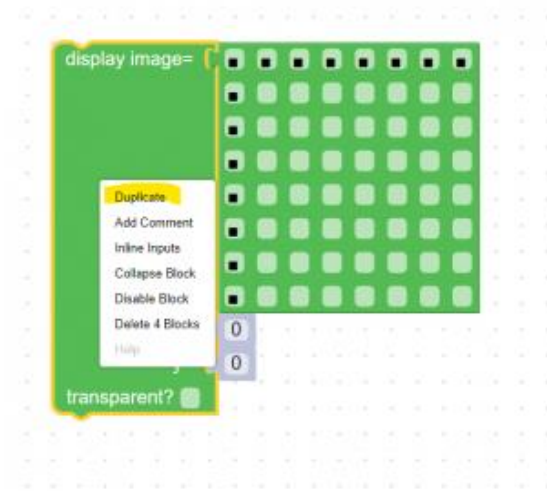 display image=
Duplicate
Add Comment
Inline Inputs
Collapse Block
Disable Block
Delete 4 Blocks
Help
0
0
transparent?